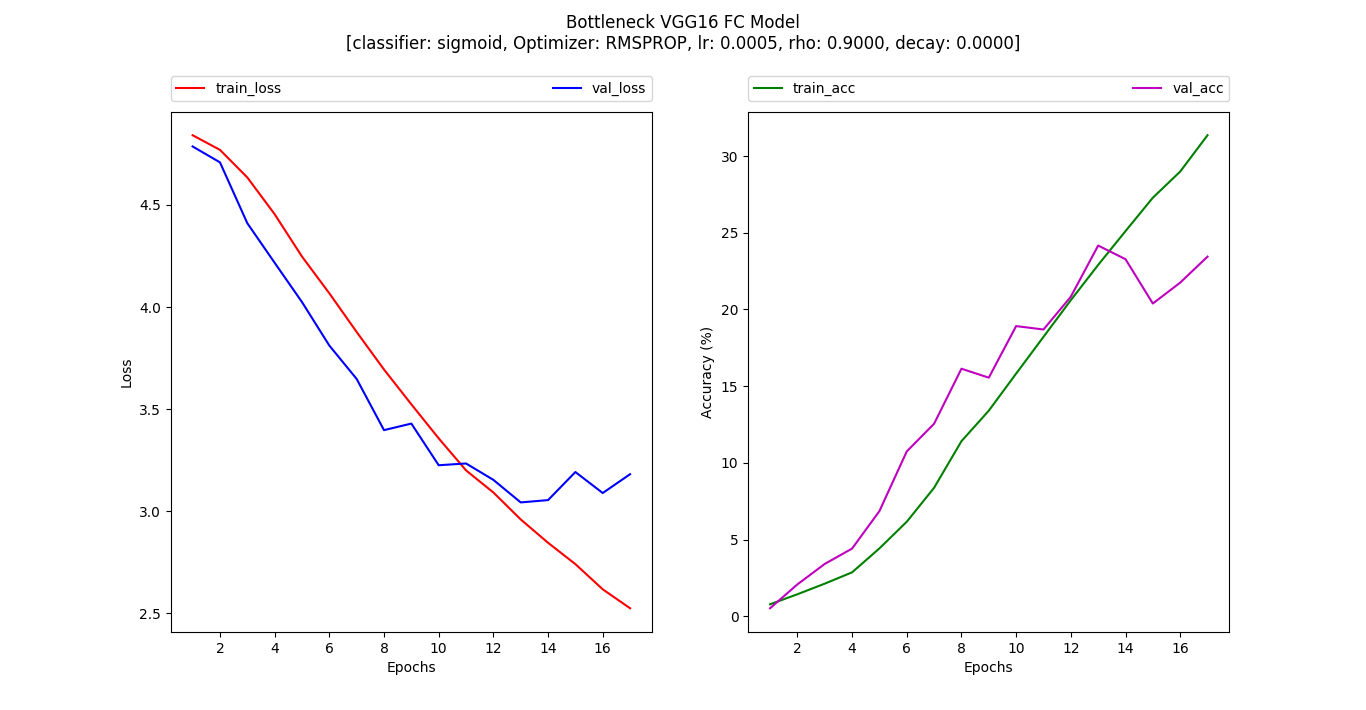 Bottleneck VGG16 FC Model
[classifier: sigmoid, Optimizer: RMSPROP, lr: 0.0005, rho: 0.9000, decay: 0.0000]
train_loss val_loss
4.5
4.0
3.5
3.0
2.5
Loss
2 4 6 8 10 12 14 16
Epochs
train_acc val_acc
30
25
20
15
10
5
0
Accuracy (%)
2 4 6 8 10 12 14 16
Epochs